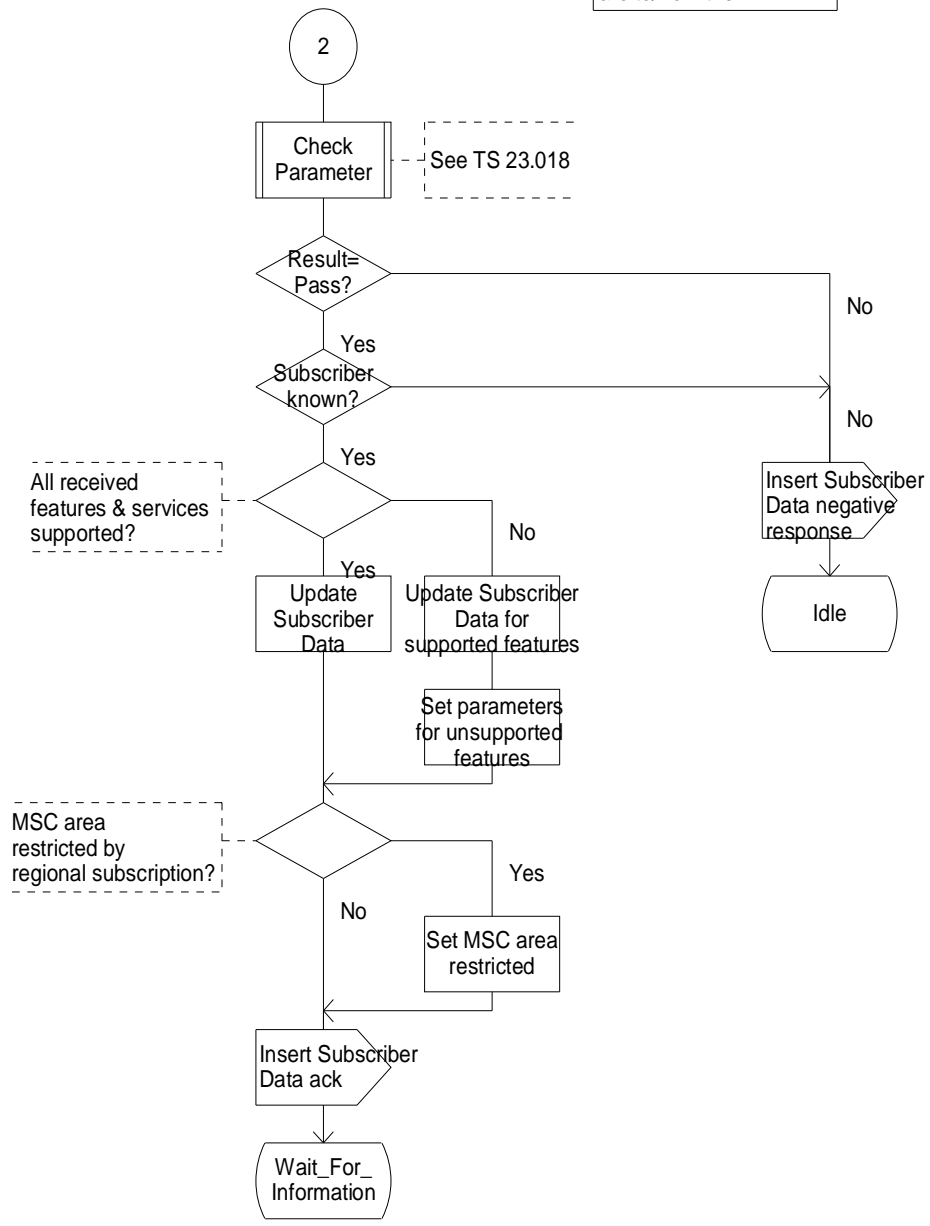 2
Check
Parameter
See TS 23.018
Result=
Pass?
No
Yes
Subscriber
known?
No
Yes
All received
features & services
supported?
No
Yes
Insert Subscriber
Data negative
response
Update
Subscriber
Data
Update Subscriber
Data for
supported features
Idle
Set parameters
for unsupported
features
MSC area
restricted by
regional subscription?
Yes
No
Set MSC area
restricted
Insert Subscriber
Data ack
Wait_For_
Information